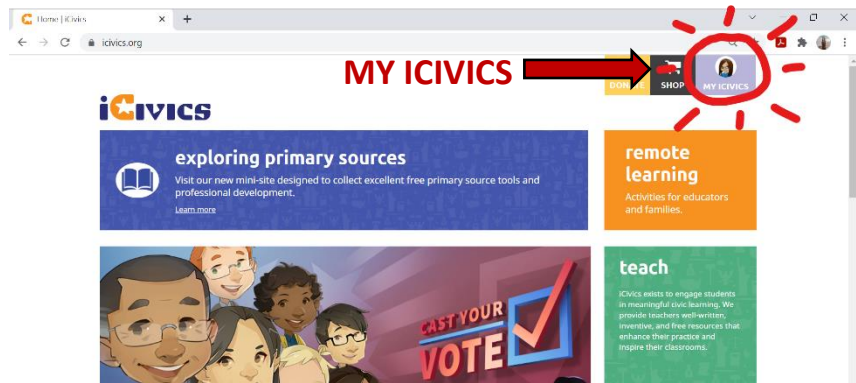 Home | iCivics
icivics.org
MY ICIVICS
SHOP
MY ICIVICS
iCIVICS
exploring primary sources
Visit our new mini-site designed to collect excellent free primary source tools and
professional development.
Learn more
remote
learning
Activities for educators
and families.
CAST YOUR
VOTE
teach
iCivics exists to engage students
in meaningful civic learning. We
provide teachers well-written,
inventive, and free resources that
enhance their practice and
inspire their classrooms.